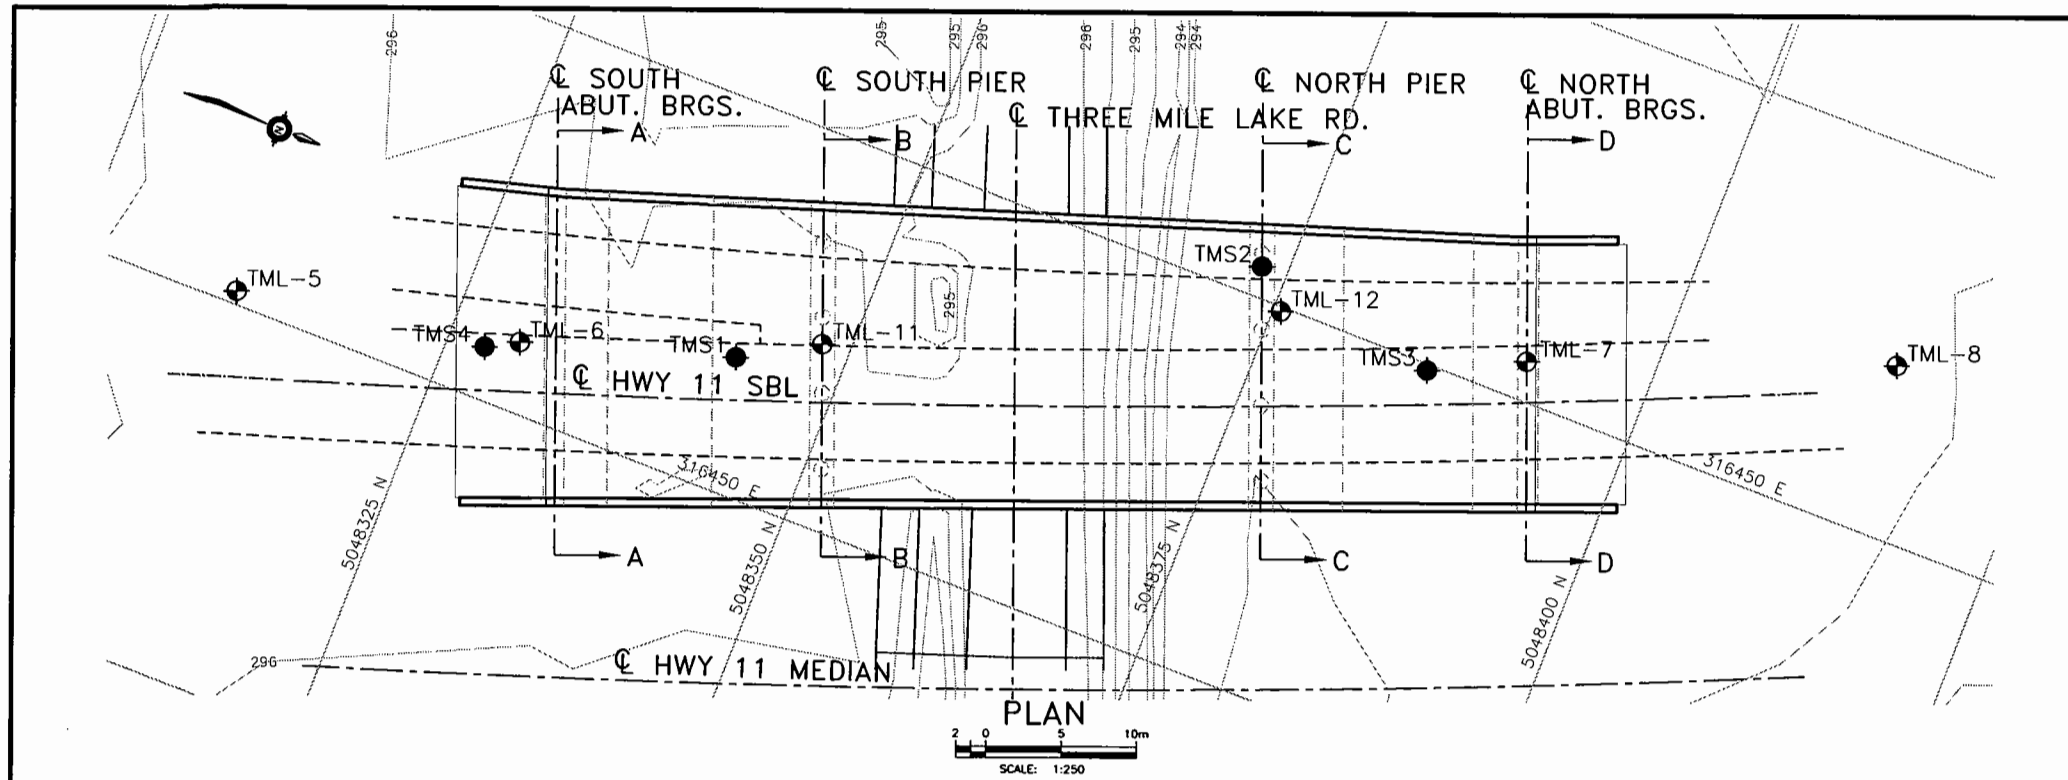 296
295
295
296
296
295
294
294
℄ SOUTH
ABUT. BRGS.
℄ SOUTH PIER
℄ THREE MILE LAKE RD.
℄ NORTH PIER
℄ NORTH
ABUT. BRGS.
N
A
B
C
D
TML-5
TMS4
TML-6
TMS1
TML-11
295
TMS2
TML-12
TMS3
TML-7
TML-8
℄ HWY 11 SBL
316450 E
316450 E
5048325 N
5048350 N
5048375 N
5048400 N
A
B
C
D
296
℄ HWY 11 MEDIAN
PLAN
2 0 5 10m
SCALE: 1:250